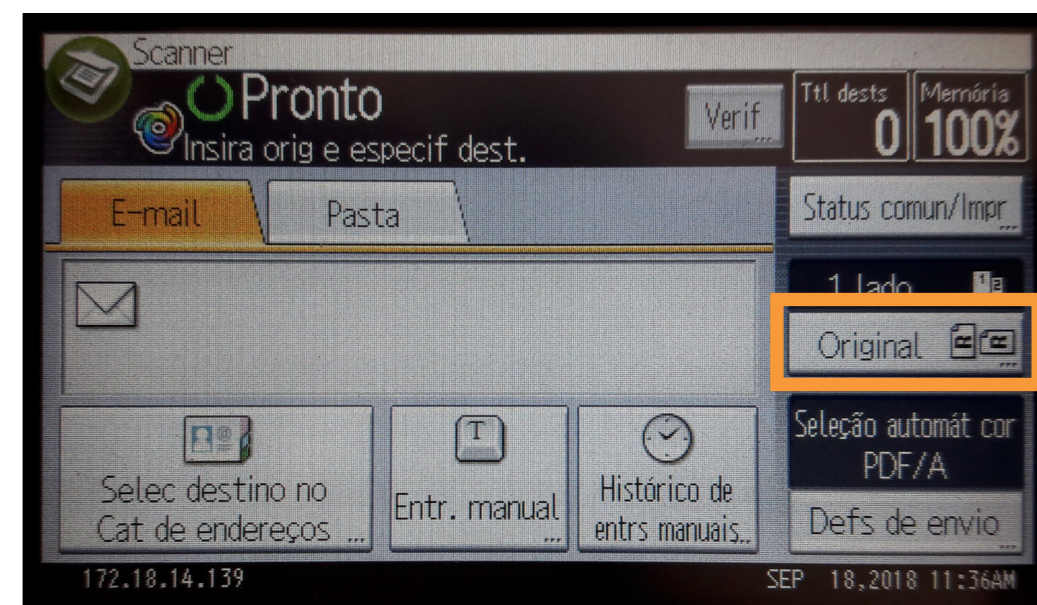 Scanner
Pronto
Insira orig e especif dest.
Verif...
Ttl dests
0
Memória
100%
E-mail
Pasta
Status comun/Impr...
1 lado
1 2
Original ...
Selec destino no
Cat de endereços ...
T
Entr. manual
...
Histórico de
entrs manuais...
Seleção automát cor
PDF/A
Defs de envio...
172.18.14.139
SEP 18,2018 11:36AM